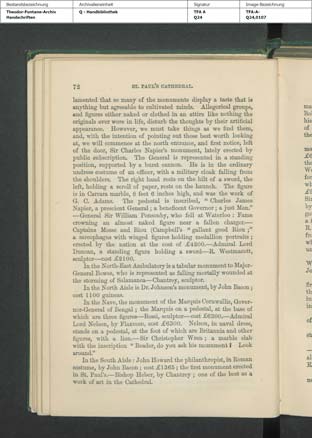 Bestandsbezeichnung Archivalieneinheit Signatur Image-Bezeichnung
Theodor-Fontane-Archiv Q - Handbibliothek TFA A TFA-A-
Handschriften Q24 Q24_0107
72 ST. PAUL'S CATHEDRAL.
lamented that so many of the monuments display a taste that is
anything but agreeable to cultivated minds. Allegorical groups,
and figures either naked or clothed in an attire like nothing the
originals ever wore in life, disturb the thoughts by their artificial
appearance. However, we must take things as we find them,
and, with the intention of pointing out those best worth looking
at, we will commence at the north entrance, and first notice, left
of the door, Sir Charles Napier's monument, lately erected by
public subscription. The General is represented in a standing
position, supported by a burnt cannon. He is in the ordinary
undress costume of an officer, with a military cloak falling from
the shoulders. The right hand rests on the hilt of a sword, the
left, holding a scroll of paper, rests on the haunch. The figure
is in Carrara marble, 9 feet 6 inches high, and was the work of
G. G. Adams. The pedestal is inscribed, "Charles James
Napier, a prescient General; a beneficent Governor; a just Man."
—General Sir William Ponsonby, who fell at Waterloo: Fame
crowning an almost naked figure near a fallen charger.—
Captains Mosse and Riou (Campbell's "gallant good Riou;"
a sarcophagus with winged figures holding medallion portraits;
erected by the nation at the cost of £4200.—Admiral Lord
Duncan, a standing figure holding a sword—R. Westmacott,
sculptor—cost £2100.
In the North-East Ambulatory is a tabular monument to Major-
General Bowes, who is represented as falling mortally wounded at
the storming of Salamanca—Chantrey, sculptor.
In the North Aisle is Dr. Johnson's monument, by John Bacon;
cost 1100 guineas.
In the Nave, the monument of the Marquis Cornwallis, Gover-
nor-General of Bengal; the Marquis on a pedestal, at the base of
which are three figures—Rossi, sculptor—cost £6300.—Admiral
Lord Nelson, by Flaxman, cost £6300. Nelson, in naval dress,
stands on a pedestal, at the foot of which are Britannia and other
figures, with a lion.—Sir Christopher Wren; a marble slab
with the inscription "Reader, do you ask his monument? Look
around."
In the South Aisle: John Howard the philanthropist, in Roman
costume, by John Bacon; cost £1365; the first monument erected
in St. Paul's.—Bishop Heber, by Chantrey; one of the best as a
work of art in the Cathedral.